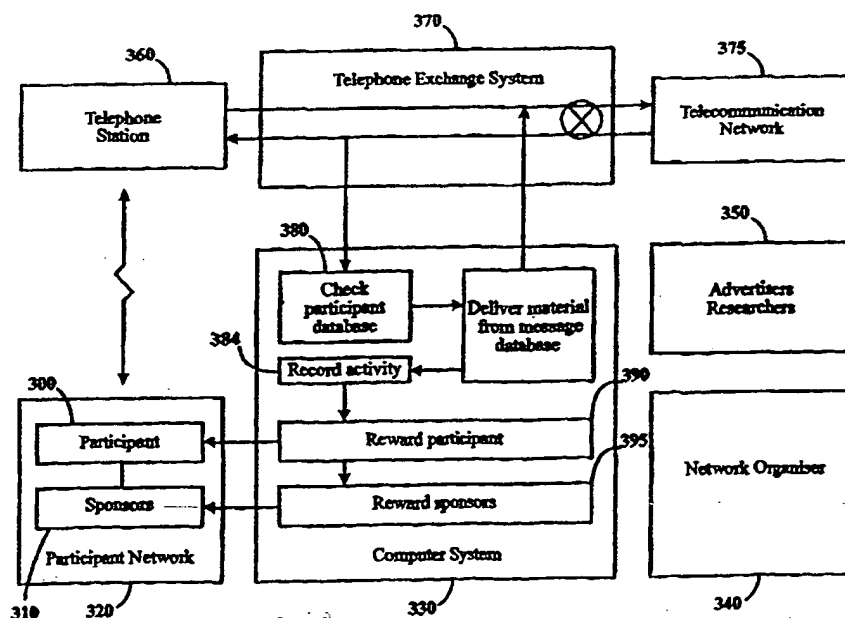 370
360
375
Telephone Exchange System
Telephone
Station
Telecommunication
Network
380
350
Check
participant
database
Deliver material
from message
database
Advertisers
Researchers
384
Record activity
300
390
Participant
Reward participant
395
Network Organiser
Sponsors
Reward sponsors
Participant Network
Computer System
310
320
330
340